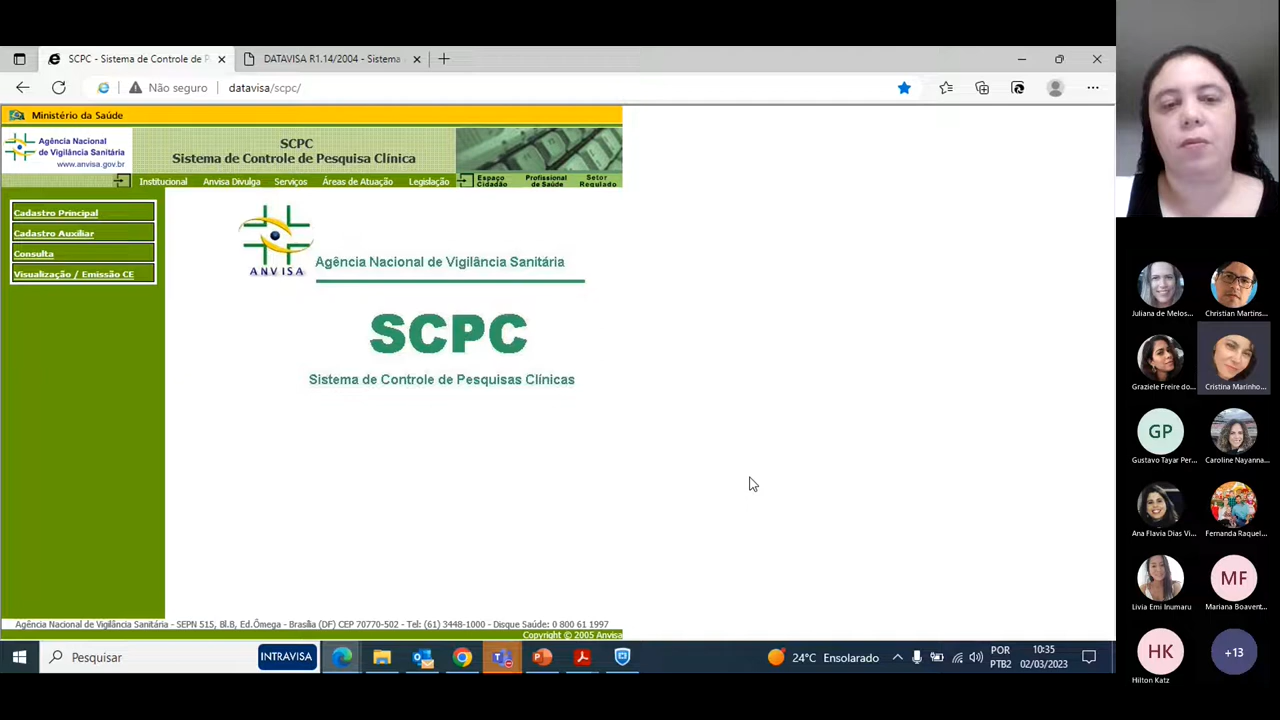 SCPC - Sistema de Controle de P
DATAVISA R1.14/2004 - Sistema
Não seguro
datavisa/scpc/
Ministério da Saúde
Agência Nacional
de Vigilância Sanitária
www.anvisa.gov.br
SCPC
Sistema de Controle de Pesquisa Clínica
Institucional
Anvisa Divulga
Serviços
Áreas de Atuação
Legislação
Espaço
Cidadão
Profissional
de Saúde
Setor
Regulado
Cadastro Principal
Cadastro Auxiliar
Consulta
Visualização / Emissão CE
ANVISA
Agência Nacional de Vigilância Sanitária
SCPC
Sistema de Controle de Pesquisas Clínicas
Agência Nacional de Vigilância Sanitária - SEPN 515, Bl.B, Ed.Ômega - Brasília (DF) CEP 70770-502 - Tel: (61) 3448-1000 - Disque Saúde: 0 800 61 1997
Copyright © 2005 Anvisa
Pesquisar
INTRAVISA
24°C Ensolarado
POR
PTB2
10:35
02/03/2023
Juliana de Melos...
Christian Martins...
Graziele Freire do...
Cristina Marinho...
GP
Gustavo Tayar Per...
Caroline Nayanna...
Ana Flavia Dias Vi...
Fernanda Raquel...
Livia Emi Inumaru
MF
Mariana Boavent...
HK
Hilton Katz
+13